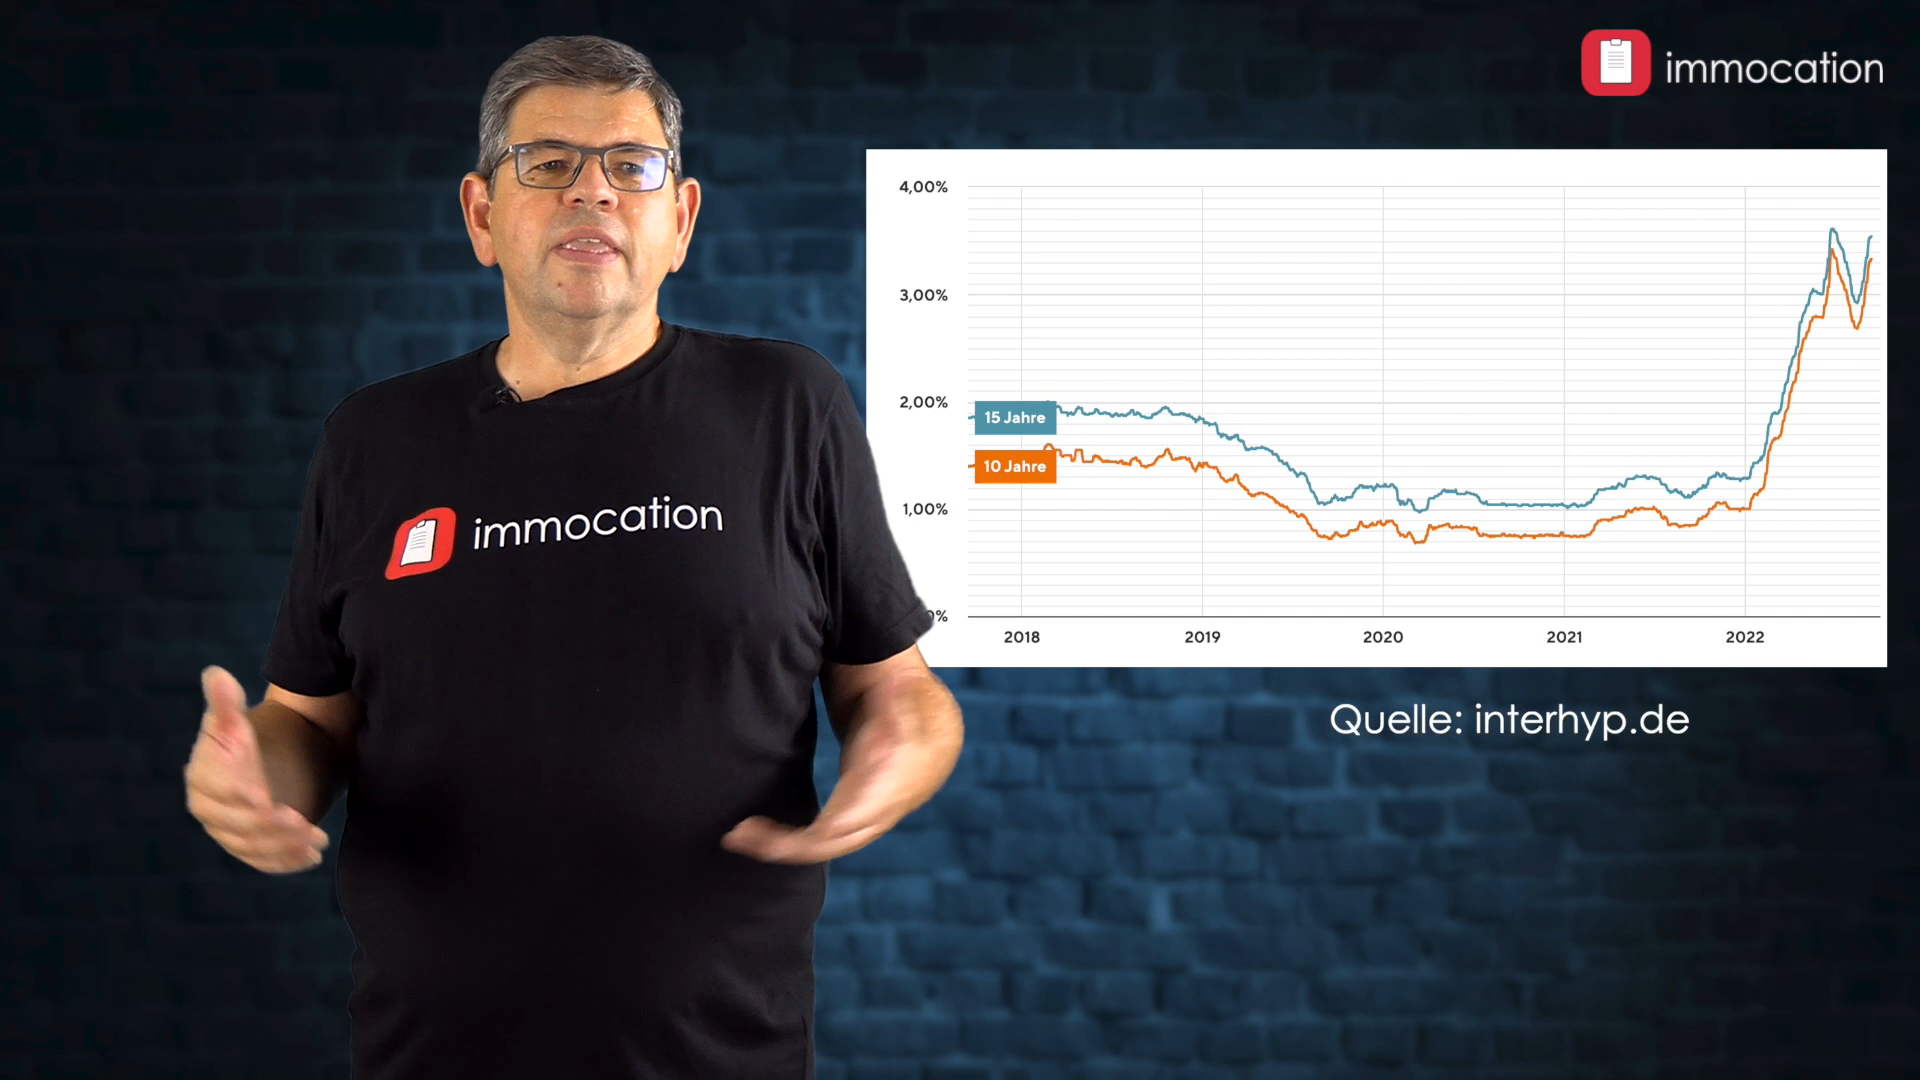 immocation
4,00%
3,00%
2,00%
15 Jahre
10 Jahre
immocation
1,00%
0%
2018 2019 2020 2021 2022
Quelle: interhyp.de